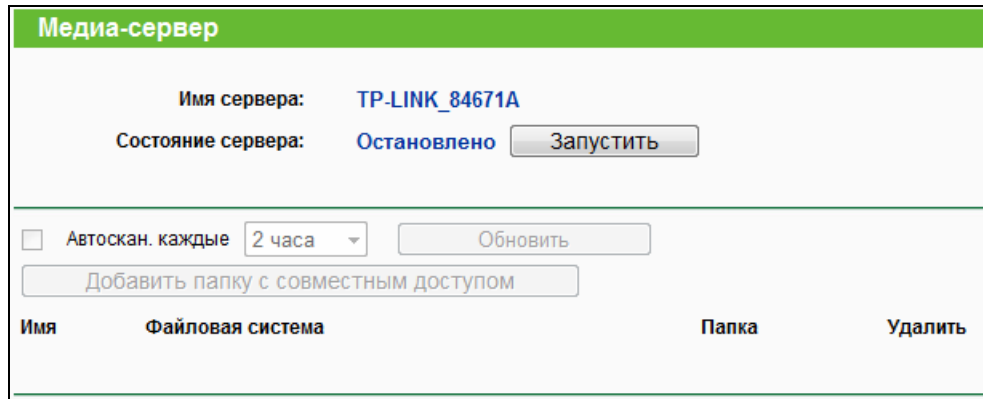 Медиа-сервер
Имя сервера: TP-LINK_84671A
Состояние сервера: Остановлено Запустить
Автоскан. каждые 2 часа Обновить
Добавить папку с совместным доступом
Имя Файловая система Папка Удалить